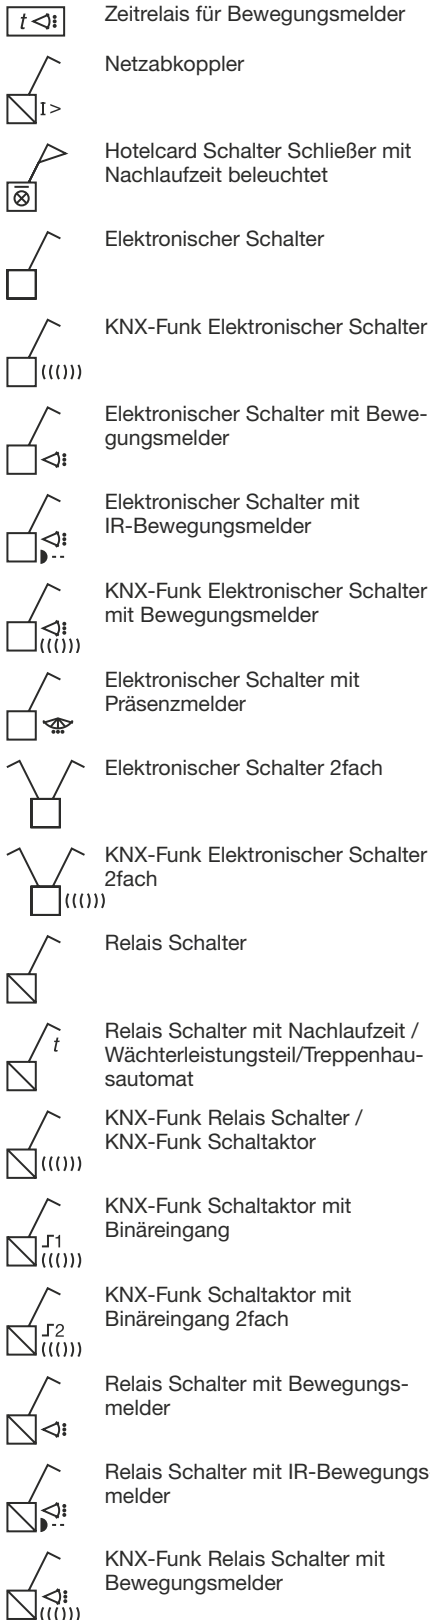 t
Zeitrelais für Bewegungsmelder
Netzabkoppler
I>
Hotelcard Schalter Schließer mit
Nachlaufzeit beleuchtet
Elektronischer Schalter
KNX-Funk Elektronischer Schalter
Elektronischer Schalter mit Bewe-
gungsmelder
Elektronischer Schalter mit
IR-Bewegungsmelder
KNX-Funk Elektronischer Schalter
mit Bewegungsmelder
Elektronischer Schalter mit
Präsenzmelder
Elektronischer Schalter 2fach
KNX-Funk Elektronischer Schalter
2fach
Relais Schalter
t
Relais Schalter mit Nachlaufzeit /
Wächterleistungsteil/Treppenhau-
sautomat
KNX-Funk Relais Schalter /
KNX-Funk Schaltaktor
KNX-Funk Schaltaktor mit
Binäreingang
1
KNX-Funk Schaltaktor mit
Binäreingang 2fach
2
Relais Schalter mit Bewegungs-
melder
Relais Schalter mit IR-Bewegungs
melder
KNX-Funk Relais Schalter mit
Bewegungsmelder